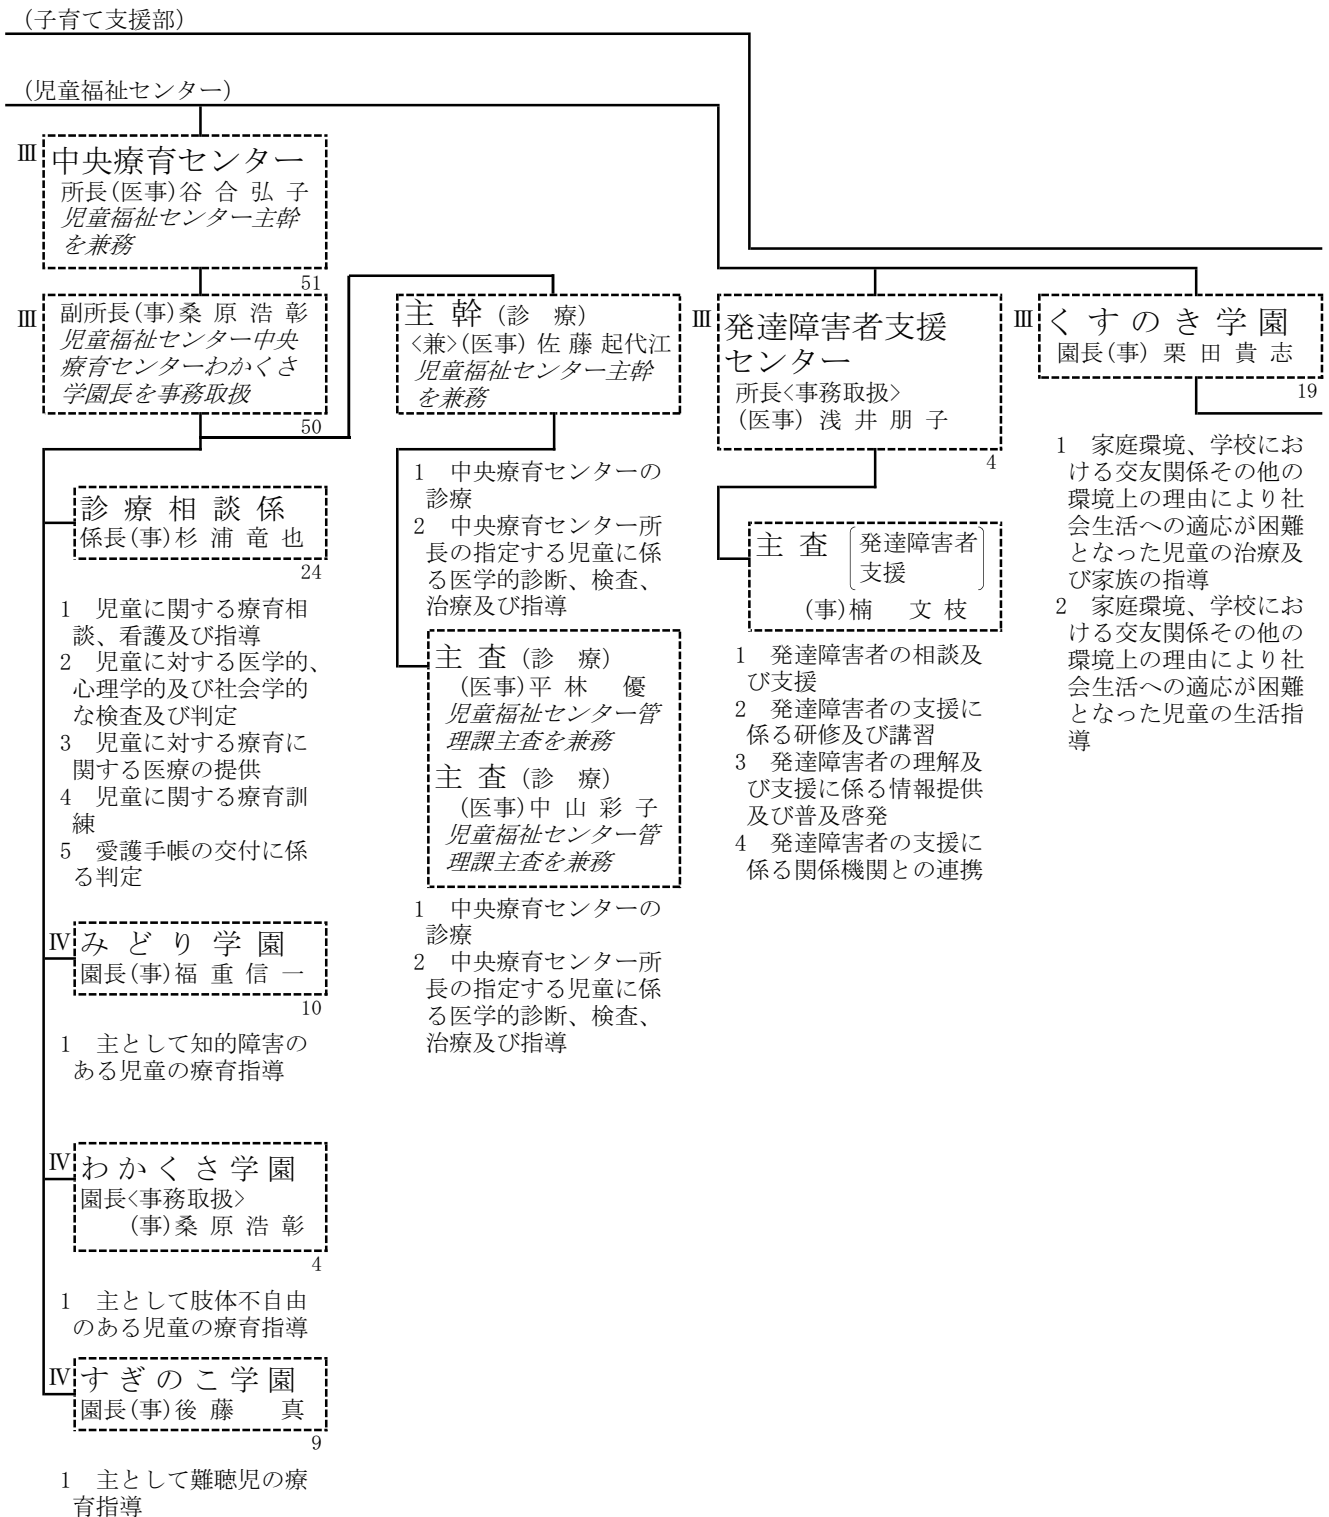 (子育て支援部)
(児童福祉センター)
Ⅲ
中央療育センター
所長(医事)谷 合 弘 子
児童福祉センター主幹
を兼務
51
Ⅲ
副所長(事)桑 原 浩 彰
児童福祉センター中央
療育センターわかくさ
学園長を事務取扱
50
診 療 相 談 係
係長(事)杉 浦 竜 也
24
1 児童に関する療育相
談、看護及び指導
2 児童に対する医学的、
心理学的及び社会学的
な検査及び判定
3 児童に対する療育に
関する医療の提供
4 児童に関する療育訓
練
5 愛護手帳の交付に係
る判定
Ⅳ
み ど り 学 園
園長(事)福 重 信 一
10
1 主として知的障害の
ある児童の療育指導
Ⅳ
わ か く さ 学 園
園長<事務取扱>
(事)桑 原 浩 彰
4
1 主として肢体不自由
のある児童の療育指導
Ⅳ
す ぎ の こ 学 園
園長(事)後 藤 真
9
1 主として難聴児の療
育指導
主 幹 (診 療)
<兼>(医事) 佐 藤 起代江
児童福祉センター主幹
を兼務
1 中央療育センターの
診療
2 中央療育センター所
長の指定する児童に係
る医学的診断、検査、
治療及び指導
主 査 (診 療)
(医事)平 林 優
児童福祉センター管
理課主査を兼務
主 査 (診 療)
(医事)中 山 彩 子
児童福祉センター管
理課主査を兼務
1 中央療育センターの
診療
2 中央療育センター所
長の指定する児童に係
る医学的診断、検査、
治療及び指導
Ⅲ
発達障害者支援
センター
所長<事務取扱>
(医事) 浅 井 朋 子
4
主 査 (発達障害者
支援)
(事)楠 文 枝
1 発達障害者の相談及
び支援
2 発達障害者の支援に
係る研修及び講習
3 発達障害者の理解及
び支援に係る情報提供
及び普及啓発
4 発達障害者の支援に
係る関係機関との連携
Ⅲ
く す の き 学 園
園長(事) 栗 田 貴 志
19
1 家庭環境、学校にお
ける交友関係その他の
環境上の理由により社
会生活への適応が困難
となった児童の治療及
び家族の指導
2 家庭環境、学校にお
ける交友関係その他の
環境上の理由により社
会生活への適応が困難
となった児童の生活指
導